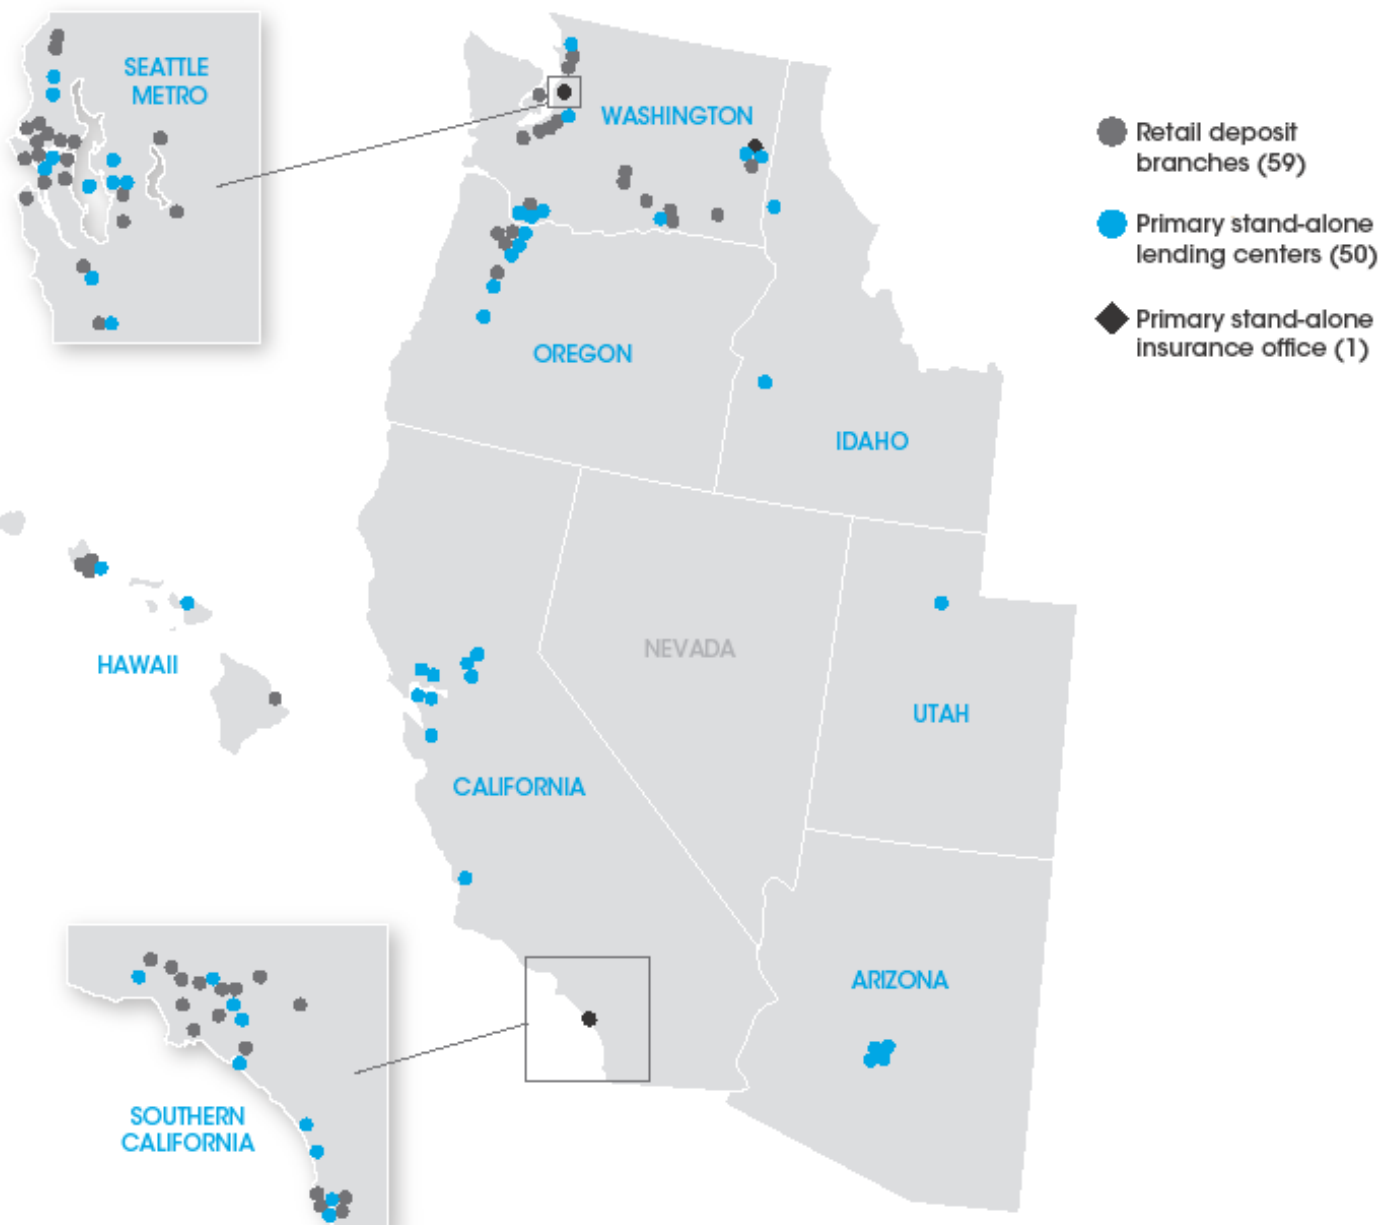 SEATTLE
METRO
WASHINGTON
Retail deposit
branches (59)
Primary stand-alone
lending centers (50)
Primary stand-alone
insurance office (1)
OREGON
IDAHO
NEVADA
HAWAII
UTAH
CALIFORNIA
ARIZONA
SOUTHERN
CALIFORNIA